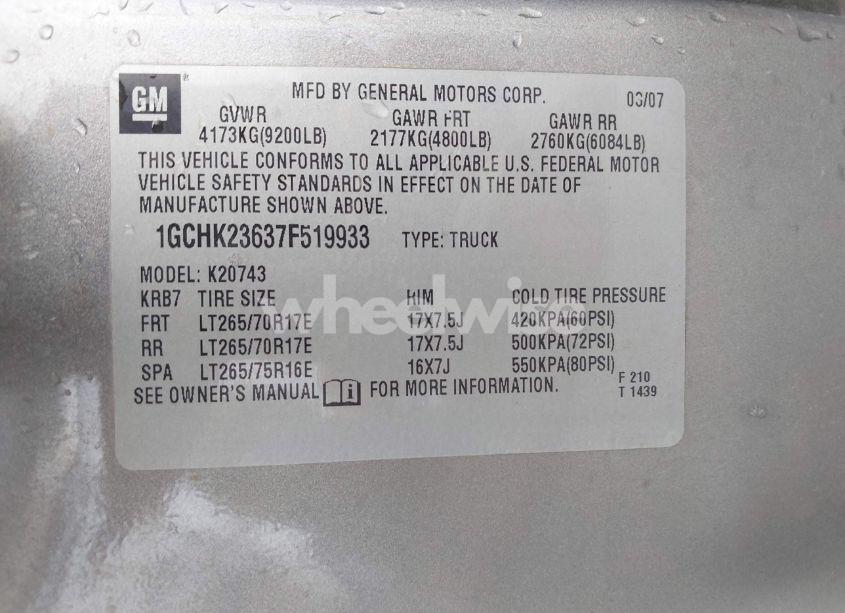 GM
MFD BY GENERAL MOTORS CORP. 03/07
GVWR GAWR FRT GAWR RR
4173KG(9200LB) 2177KG(4800LB) 2760KG(6084LB)
THIS VEHICLE CONFORMS TO ALL APPLICABLE U.S. FEDERAL MOTOR
VEHICLE SAFETY STANDARDS IN EFFECT ON THE DATE OF
MANUFACTURE SHOWN ABOVE.
1GCHK23637F519933 TYPE: TRUCK
MODEL: K20743
KRB7 TIRE SIZE RIM COLD TIRE PRESSURE
FRT LT265/70R17E 17X7.5J 420KPA(60PSI)
RR LT265/70R17E 17X7.5J 500KPA(72PSI)
SPA LT265/75R16E 16X7J 550KPA(80PSI)
SEE OWNER'S MANUAL i FOR MORE INFORMATION.
F 210
T 1439
wheelwise